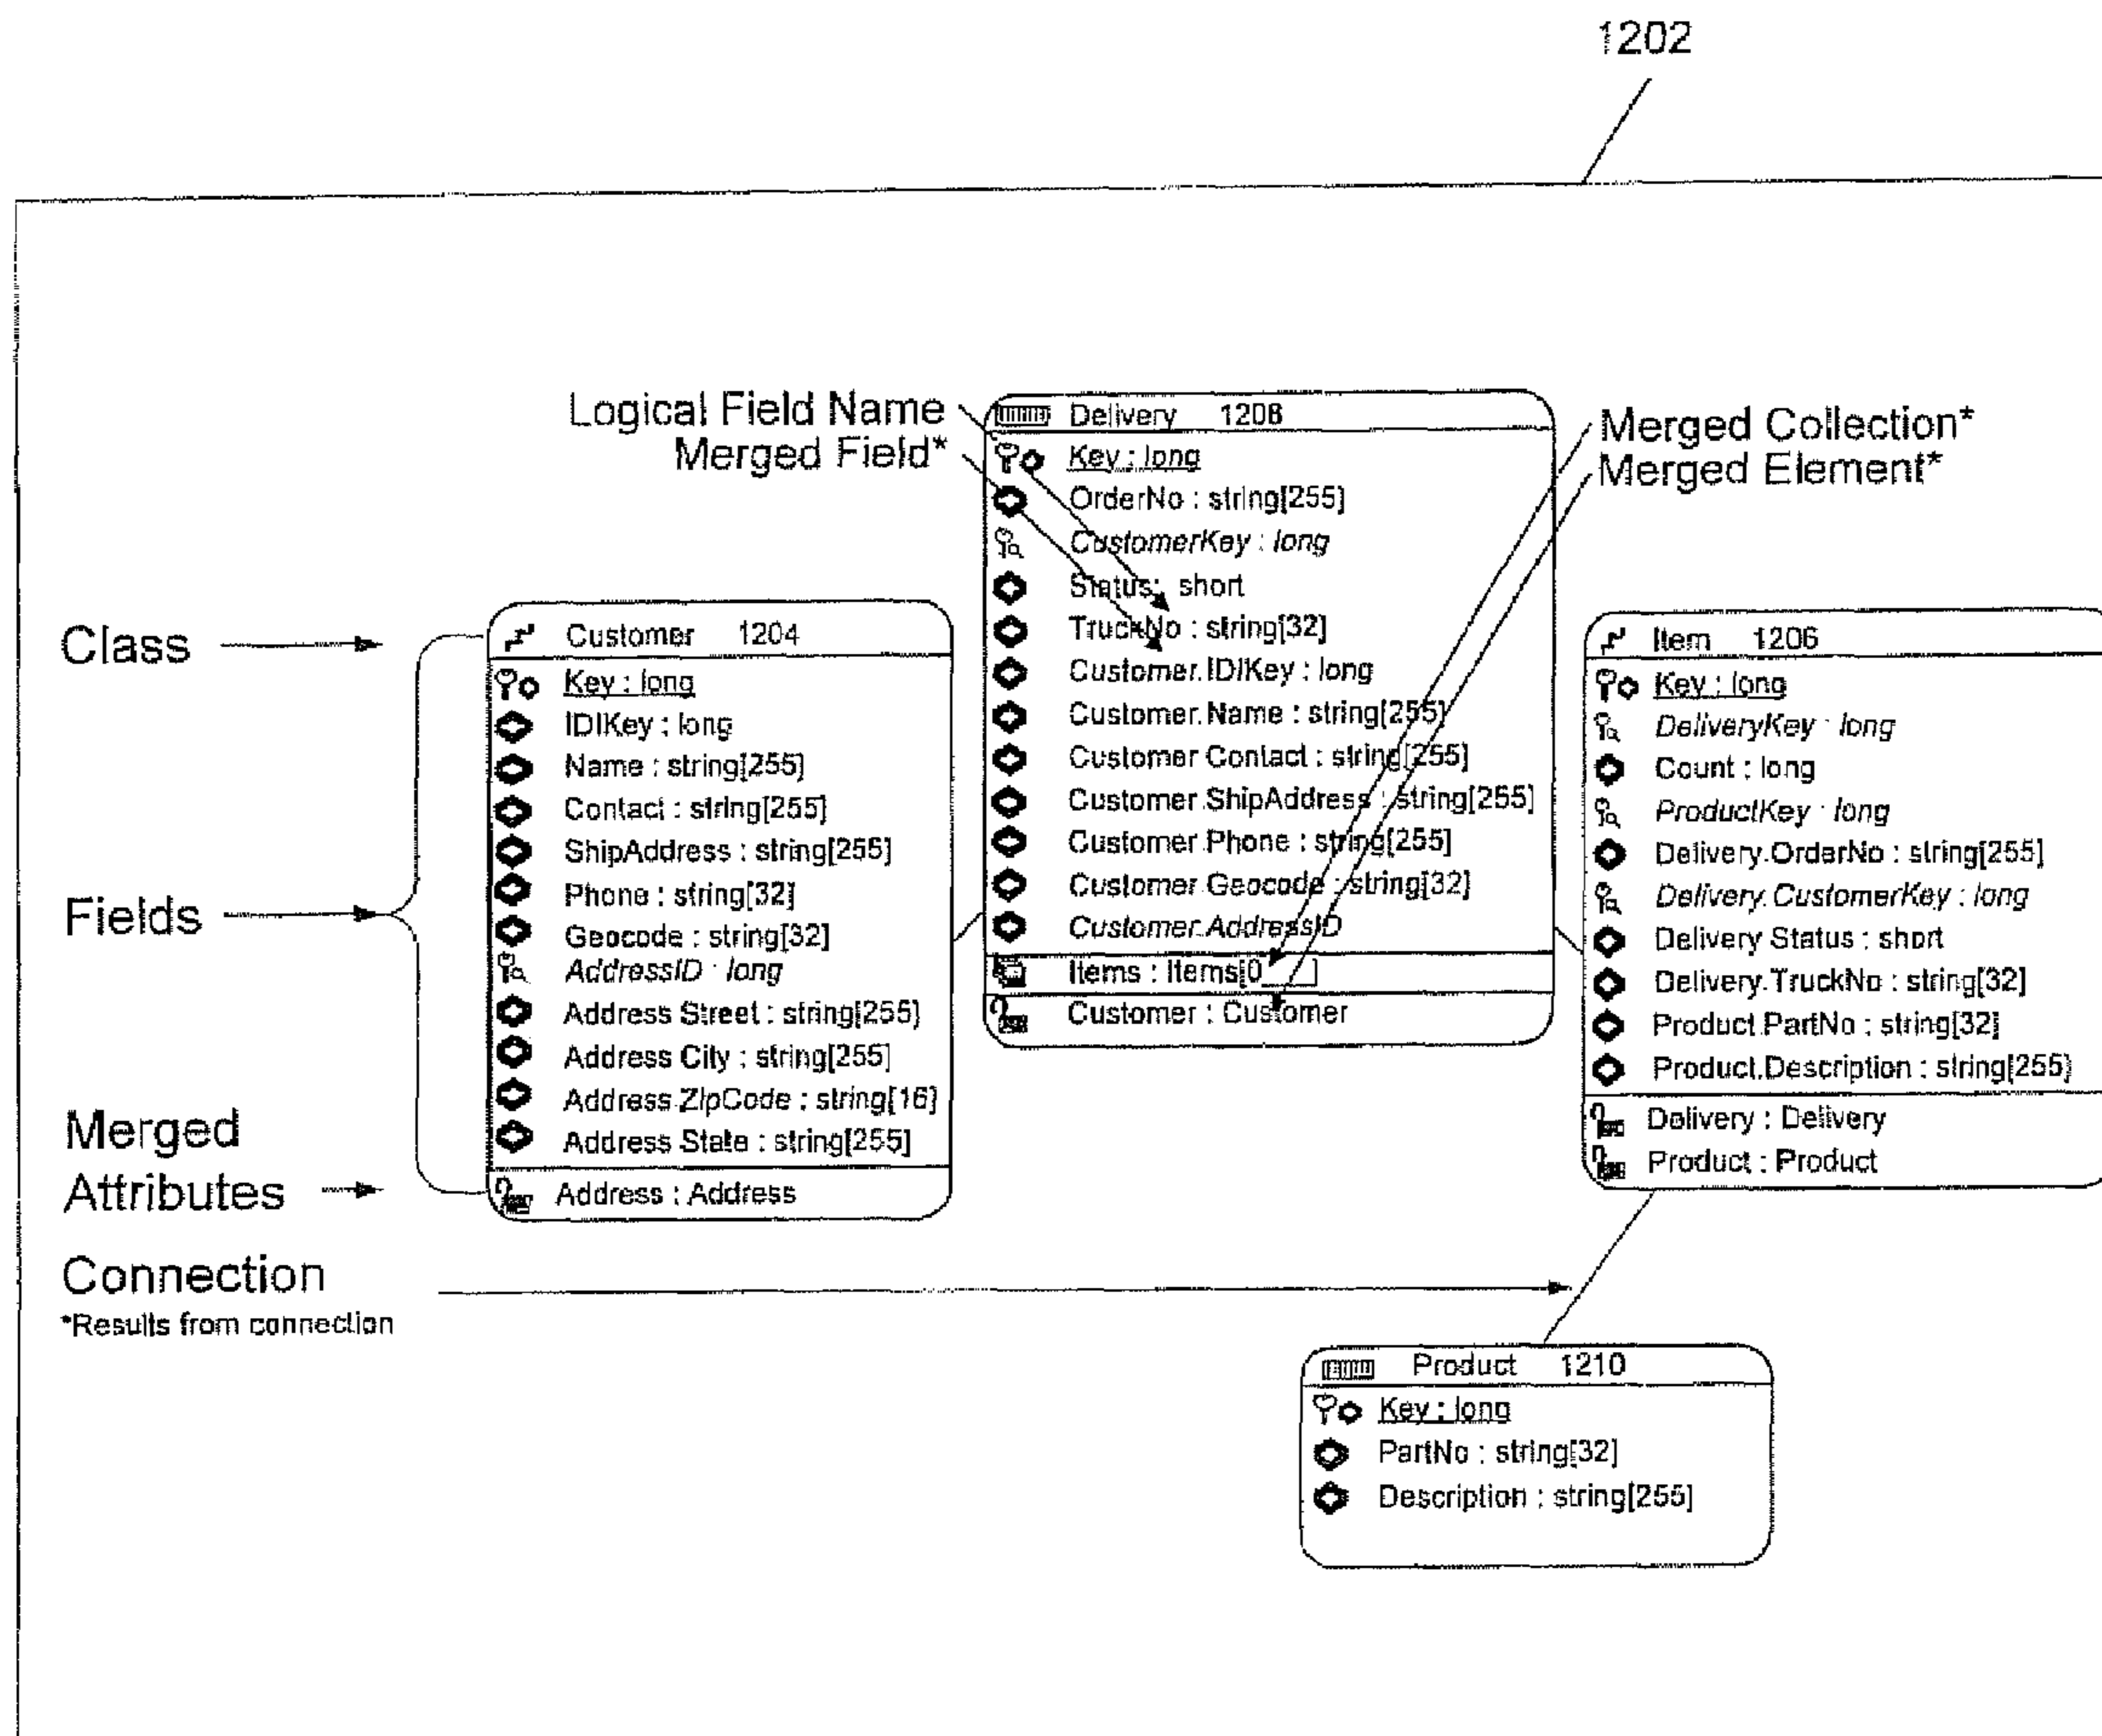 1202
Logical Field Name
Merged Field*
Merged Collection*
Merged Element*
Class
Fields
Merged
Attributes
Connection
*Results from connection
Customer 1204
Key : long
IDIKey : long
Name : string[255]
Contact : string[255]
ShipAddress : string[255]
Phone : string[32]
Geocode : string[32]
AddressID : long
Address.Street : string[255]
Address.City : string[255]
Address.ZipCode : string[16]
Address.State : string[255]
Address : Address
Delivery 1208
Key : long
OrderNo : string[255]
CustomerKey : long
Status : short
TruckNo : string[32]
Customer.IDIKey : long
Customer.Name : string[255]
Customer.Contact : string[255]
Customer.ShipAddress : string[255]
Customer.Phone : string[255]
Customer.Geocode : string[32]
Customer.AddressID
Items : Items[0___]
Customer : Customer
Item 1206
Key : long
DeliveryKey : long
Count : long
ProductKey : long
Delivery.OrderNo : string[255]
Delivery.CustomerKey : long
Delivery.Status : short
Delivery.TruckNo : string[32]
Product.PartNo : string[32]
Product.Description : string[255]
Delivery : Delivery
Product : Product
Product 1210
Key : long
PartNo : string[32]
Description : string[255]